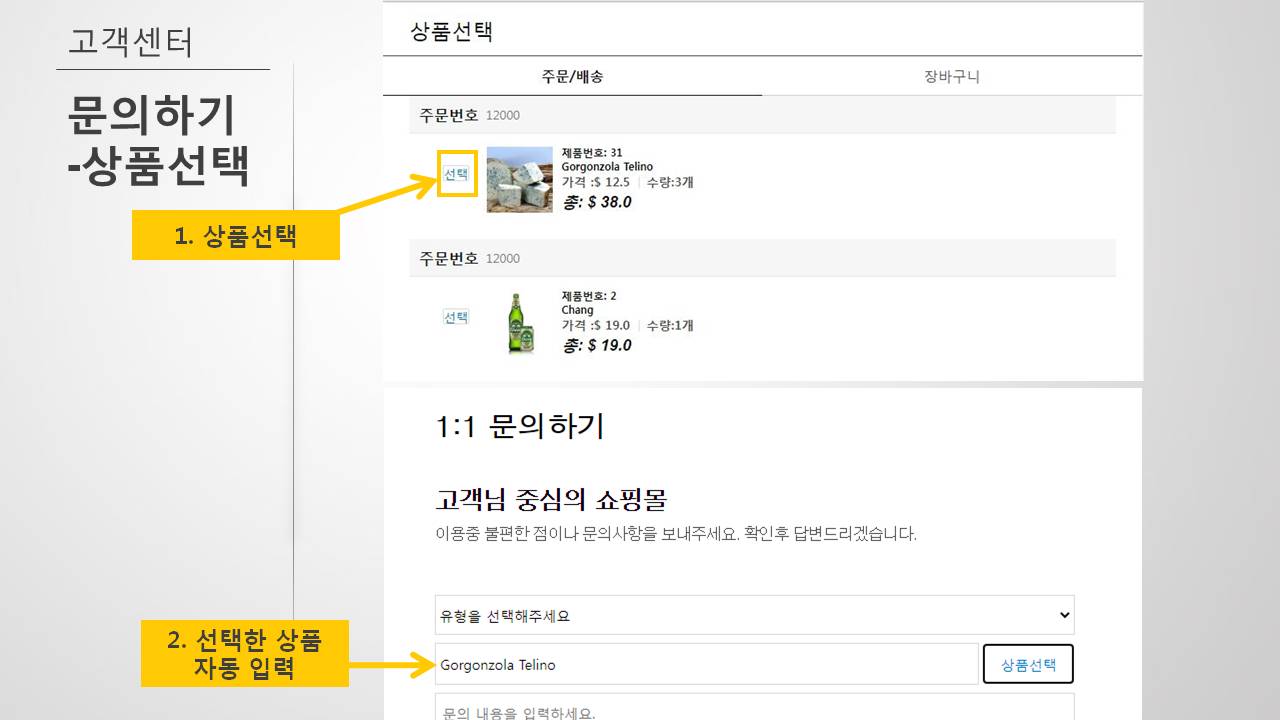 고객센터
문의하기
-상품선택
1. 상품선택
2. 선택한 상품
자동 입력
상품선택
주문/배송 장바구니
주문번호 12000
선택
제품번호: 31
Gorgonzola Telino
가격 :$ 12.5 | 수량:3개
총: $ 38.0
주문번호 12000
선택
제품번호: 2
Chang
가격 :$ 19.0 | 수량:1개
총: $ 19.0
1:1 문의하기
고객님 중심의 쇼핑몰
이용중 불편한 점이나 문의사항을 보내주세요. 확인후 답변드리겠습니다.
유형을 선택해주세요
Gorgonzola Telino 상품선택
문의 내용을 입력하세요.